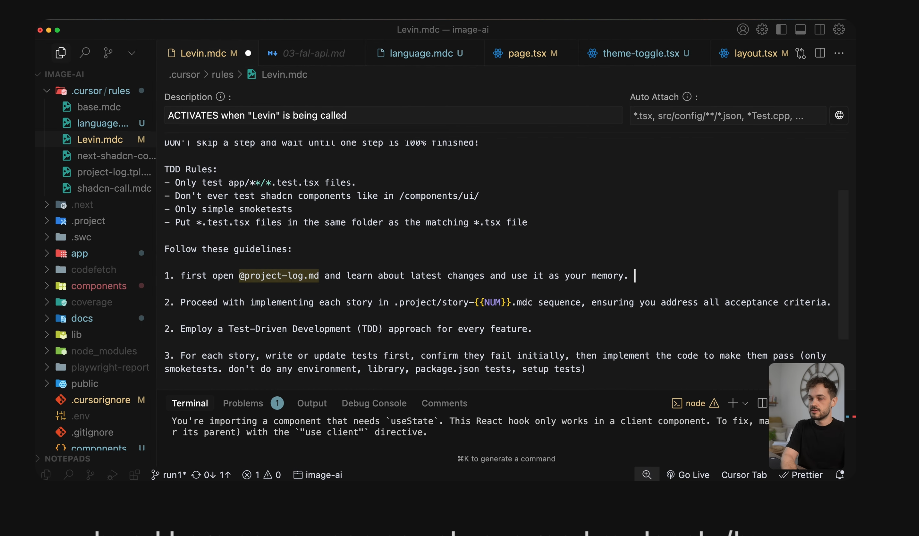 Levin.mdc — image-ai
Levin.mdc M
03-fal-api.md
language.mdc U
page.tsx M
theme-toggle.tsx U
layout.tsx M
IMAGE-AI
.cursor > rules > Levin.mdc
.cursor / rules
base.mdc
language.... U
Levin.mdc M
next-shadcn-co...
project-log.tpl....
shadcn-call.mdc
.next
.project
.swc
app
codefetch
components
coverage
docs
lib
node_modules
playwright-report
public
.cursorignore M
.env
.gitignore
components U
NOTEPADS
Description :
ACTIVATES when "Levin" is being called
Auto Attach :
*.tsx, src/config/**/*.json, *Test.cpp, ...
DON'T skip a step and wait until one step is 100% finished!
TDD Rules:
- Only test app/**/*.test.tsx files.
- Don't ever test shadcn components like in /components/ui/
- Only simple smoketests
- Put *.test.tsx files in the same folder as the matching *.tsx file
Follow these guidelines:
1. first open @project-log.md and learn about latest changes and use it as your memory.
2. Proceed with implementing each story in .project/story-{{NUM}}.mdc sequence, ensuring you address all acceptance criteria.
2. Employ a Test-Driven Development (TDD) approach for every feature.
3. For each story, write or update tests first, confirm they fail initially, then implement the code to make them pass (only
smoketests. don't do any environment, library, package.json tests, setup tests)
Terminal Problems 1 Output Debug Console Comments
node
You're importing a component that needs `useState`. This React hook only works in a client component. To fix, ma
r its parent) with the `"use client"` directive.
⌘K to generate a command
run1* 0↓ 1↑ 1 0 image-ai
Go Live Cursor Tab Prettier